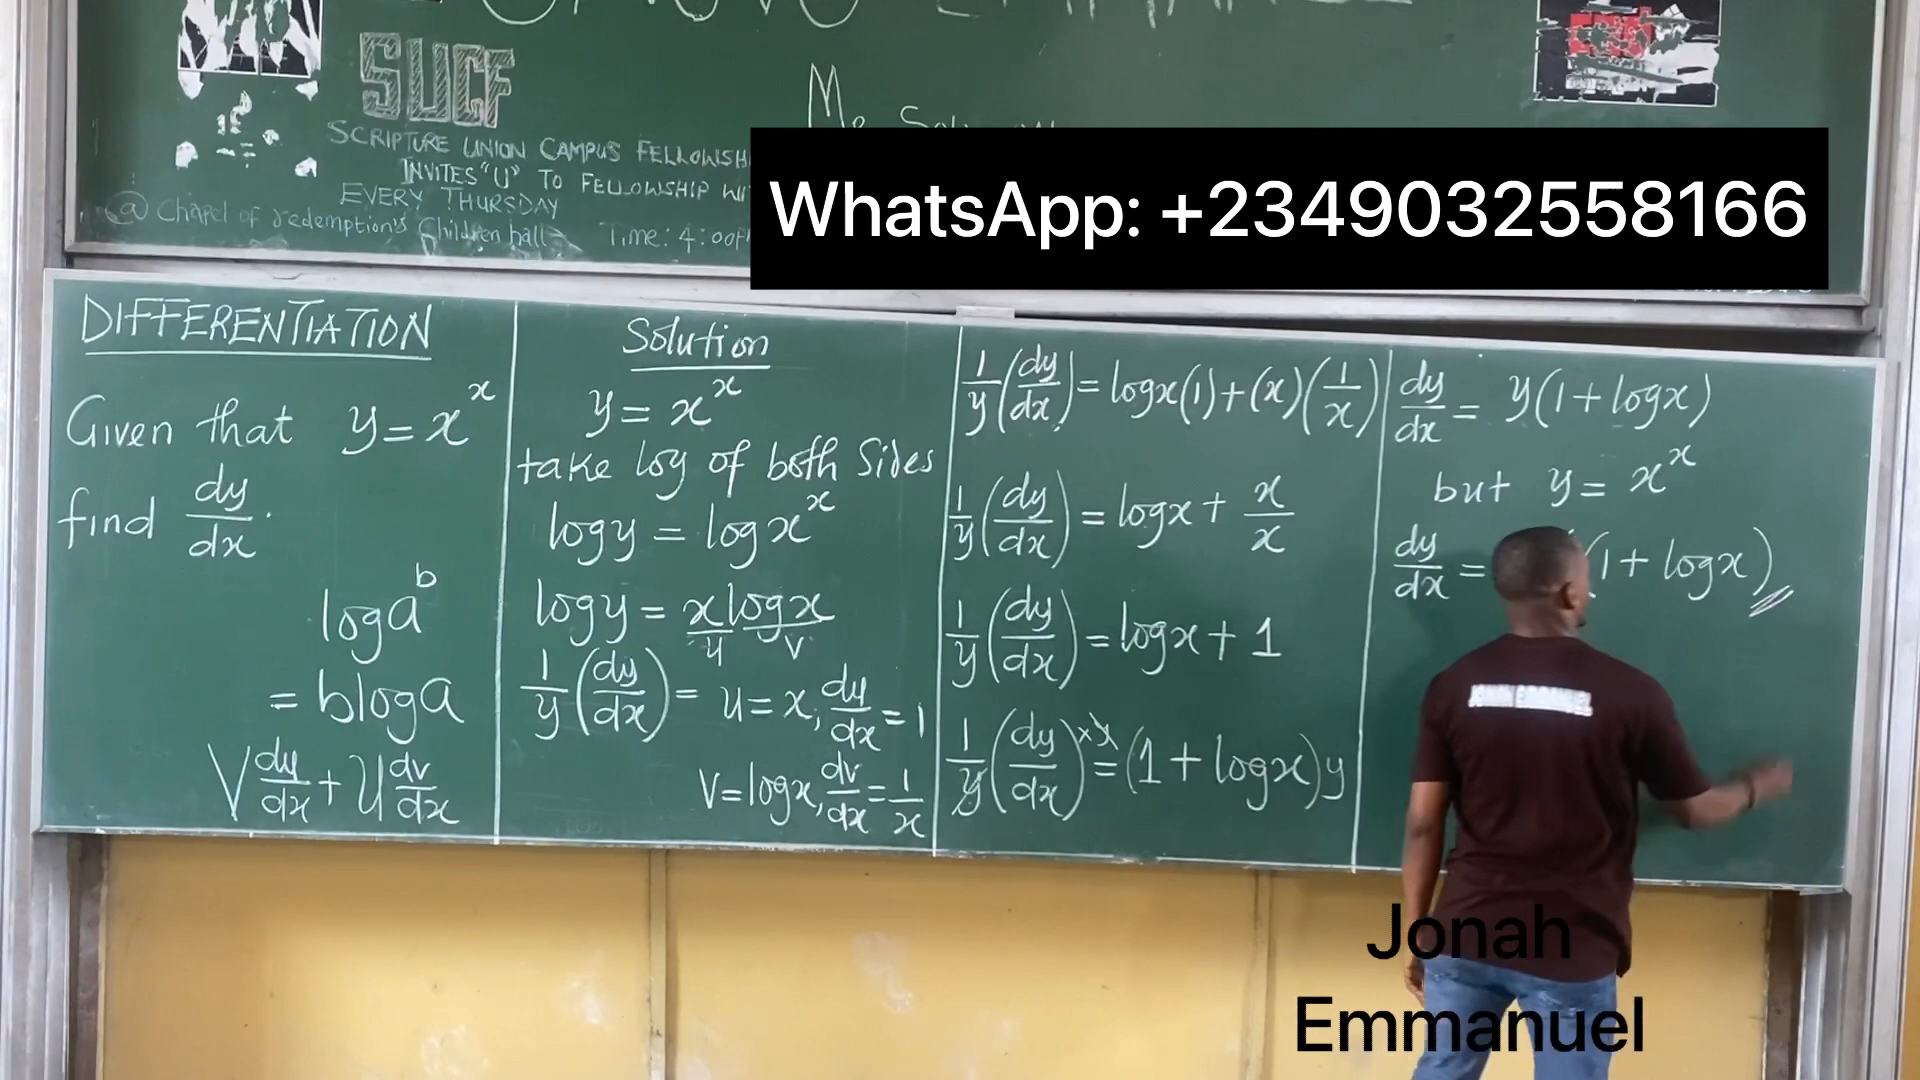 SUCF
SCRIPTURE UNION CAMPUS FELLOWSHI
INVITES "U" TO FELLOWSHIP WI
EVERY THURSDAY
@ Chapel of redemption's Children hall Time: 4:00P
WhatsApp: +2349032558166
DIFFERENTIATION
Given that y = x^x
find dy/dx.
log a^b
= b log a
V du/dx + U dv/dx
Solution
y = x^x
take log of both Sides
log y = log x^x
log y = x log x
u v
1/y (dy/dx) = u = x, du/dx = 1
V = log x, dv/dx = 1/x
1/y (dy/dx) = log x (1) + (x)(1/x)
1/y (dy/dx) = log x + x/x
1/y (dy/dx) = log x + 1
1/y (dy/dx) × y = (1 + log x) y
dy/dx = y(1 + log x)
but y = x^x
dy/dx = (1 + log x)
Jonah
Emmanuel